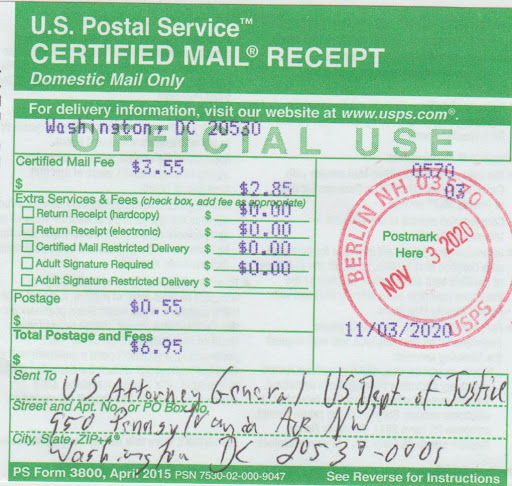 U.S. Postal Service™
CERTIFIED MAIL® RECEIPT
Domestic Mail Only
For delivery information, visit our website at www.usps.com®.
Washington, DC 20530
OFFICIAL USE
Certified Mail Fee $3.55
$ $2.85
Extra Services & Fees (check box, add fee as appropriate)
Return Receipt (hardcopy) $ $0.00
Return Receipt (electronic) $ $0.00
Certified Mail Restricted Delivery $ $0.00
Adult Signature Required $ $0.00
Adult Signature Restricted Delivery $
Postage
$ $0.55
Total Postage and Fees
$ $6.95
0570
03
Postmark
Here
BERLIN NH 03570
NOV 3 2020
USPS
11/03/2020
Sent To
US Attorney General US Dept. of Justice
Street and Apt. No., or PO Box No.
950 Pennsylvania Ave NW
City, State, ZIP+4®
Washington DC 20530-0001
PS Form 3800, April 2015 PSN 7530-02-000-9047 See Reverse for Instructions